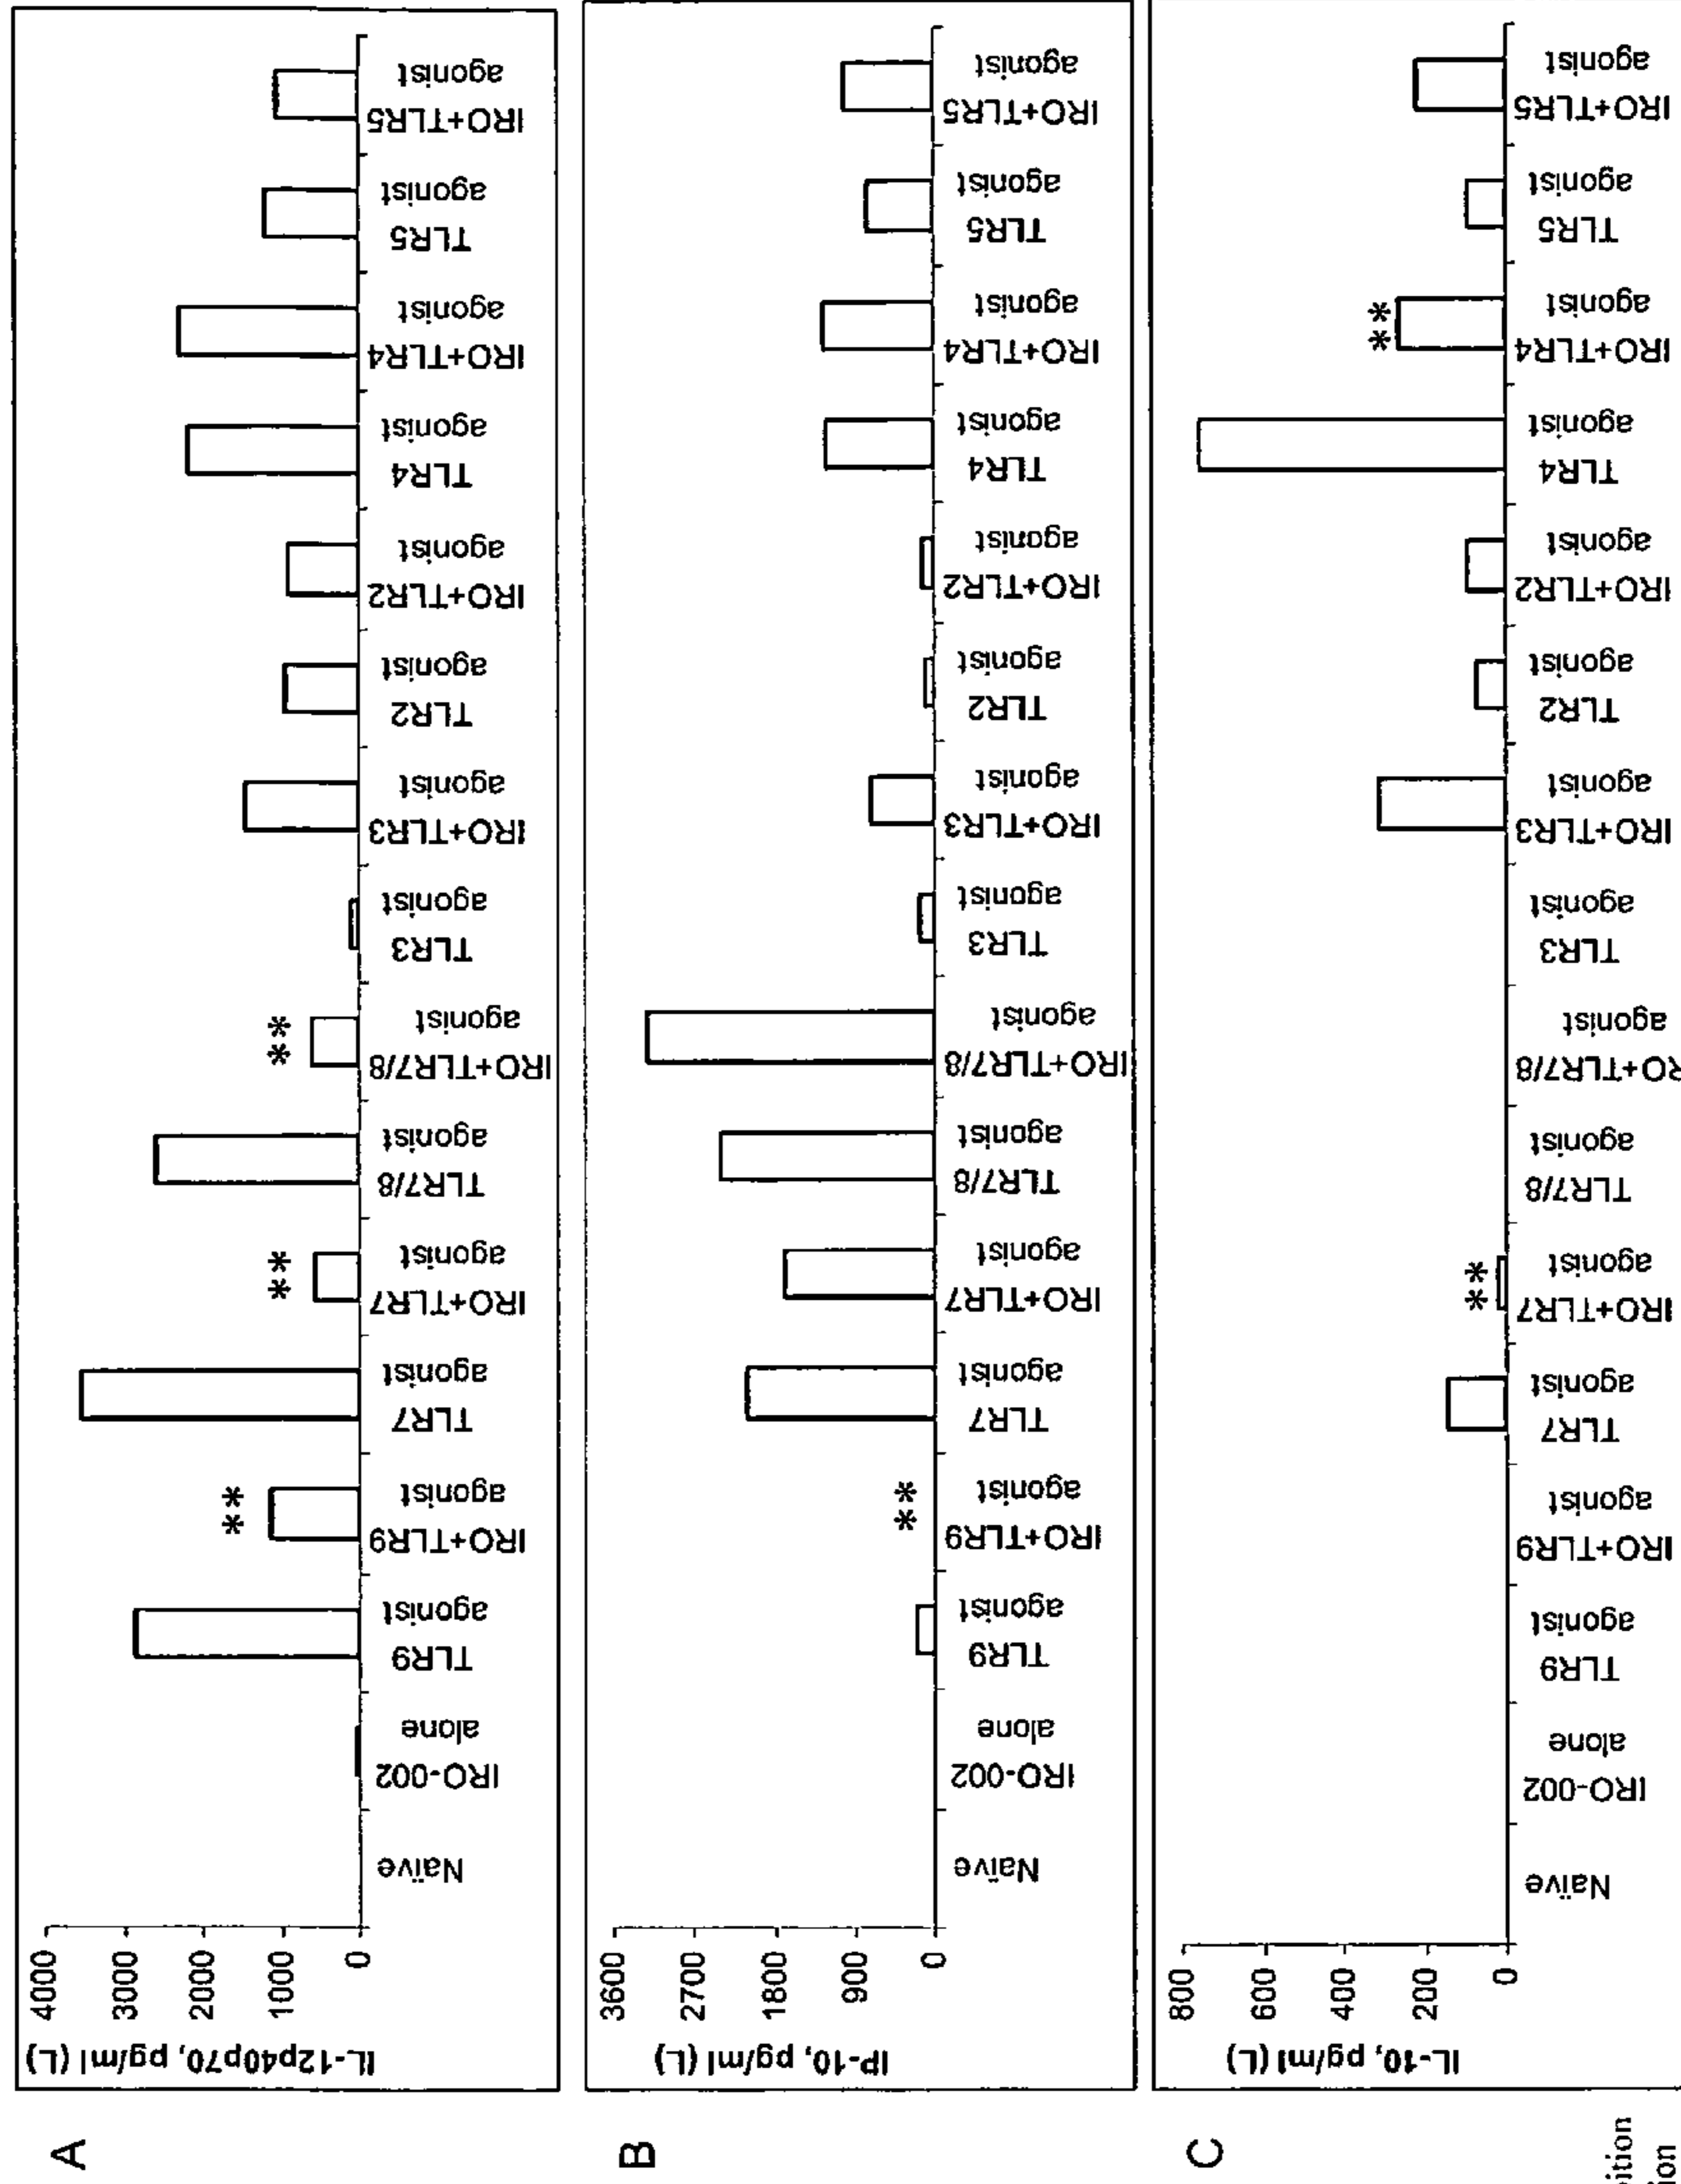 A
IL-12p40p70, pg/ml (L)
4000
3000
2000
1000
0
Naïve
IRO-002
alone
TLR9
agonist
IRO+TLR9
agonist
**
TLR7
agonist
IRO+TLR7
agonist
**
TLR7/8
agonist
IRO+TLR7/8
agonist
**
TLR3
agonist
IRO+TLR3
agonist
TLR2
agonist
IRO+TLR2
agonist
TLR4
agonist
IRO+TLR4
agonist
TLR5
agonist
IRO+TLR5
agonist
B
IP-10, pg/ml (L)
3600
2700
1800
900
0
Naïve
IRO-002
alone
TLR9
agonist
IRO+TLR9
agonist
**
TLR7
agonist
IRO+TLR7
agonist
TLR7/8
agonist
IRO+TLR7/8
agonist
TLR3
agonist
IRO+TLR3
agonist
TLR2
agonist
IRO+TLR2
agonist
TLR4
agonist
IRO+TLR4
agonist
TLR5
agonist
IRO+TLR5
agonist
C
IL-10, pg/ml (L)
800
600
400
200
0
Naïve
IRO-002
alone
TLR9
agonist
IRO+TLR9
agonist
TLR7
agonist
IRO+TLR7
agonist
**
TLR7/8
agonist
RO+TLR7/8
agonist
TLR3
agonist
IRO+TLR3
agonist
TLR2
agonist
IRO+TLR2
agonist
TLR4
agonist
IRO+TLR4
agonist
**
TLR5
agonist
IRO+TLR5
agonist